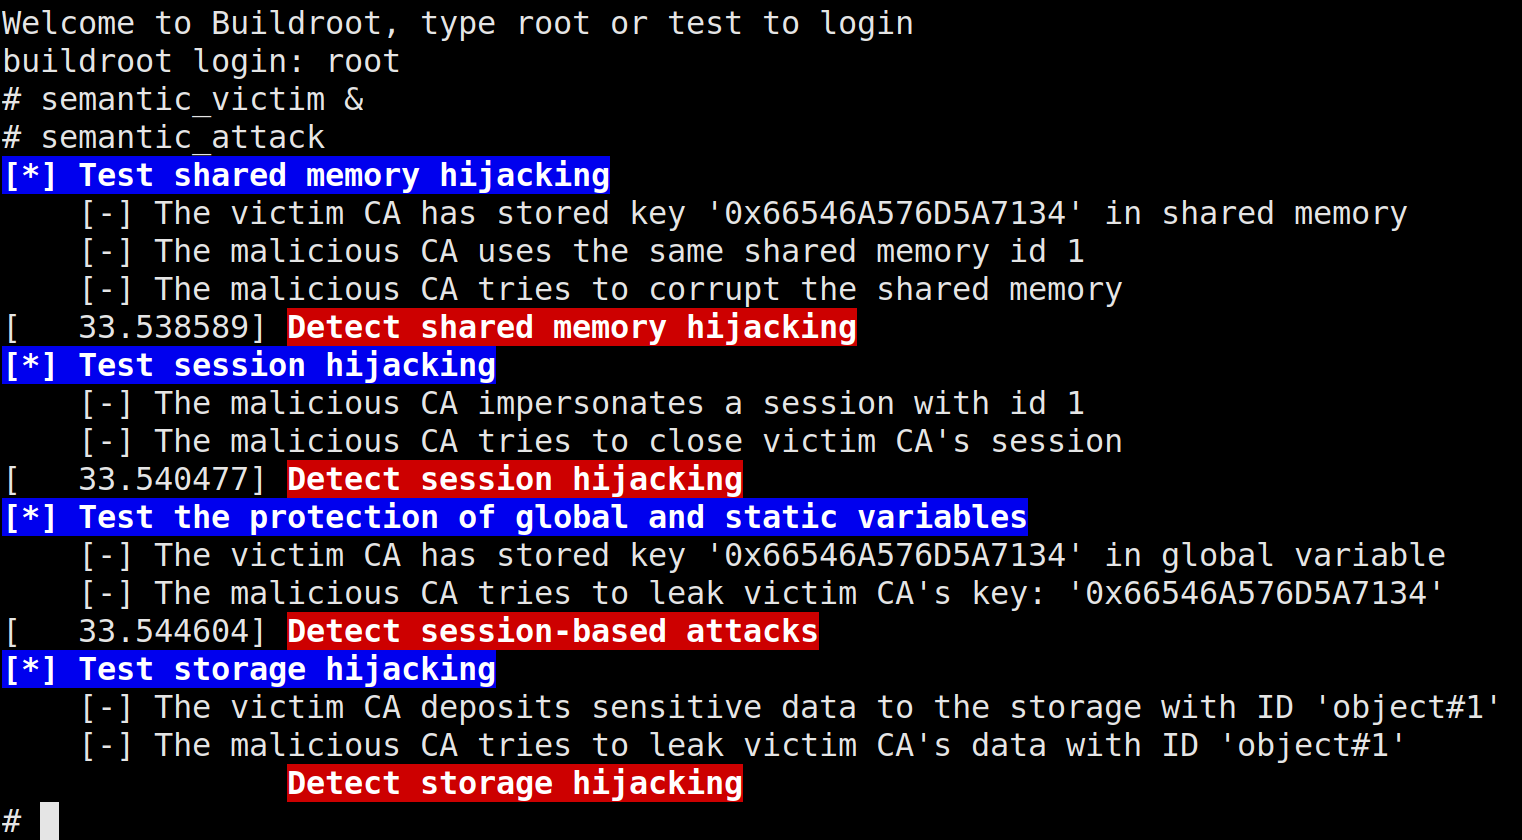 Welcome to Buildroot, type root or test to login
buildroot login: root
# semantic_victim &
# semantic_attack
[*] Test shared memory hijacking
[-] The victim CA has stored key '0x66546A576D5A7134' in shared memory
[-] The malicious CA uses the same shared memory id 1
[-] The malicious CA tries to corrupt the shared memory
[   33.538589] Detect shared memory hijacking
[*] Test session hijacking
[-] The malicious CA impersonates a session with id 1
[-] The malicious CA tries to close victim CA's session
[   33.540477] Detect session hijacking
[*] Test the protection of global and static variables
[-] The victim CA has stored key '0x66546A576D5A7134' in global variable
[-] The malicious CA tries to leak victim CA's key: '0x66546A576D5A7134'
[   33.544604] Detect session-based attacks
[*] Test storage hijacking
[-] The victim CA deposits sensitive data to the storage with ID 'object#1'
[-] The malicious CA tries to leak victim CA's data with ID 'object#1'
Detect storage hijacking
#